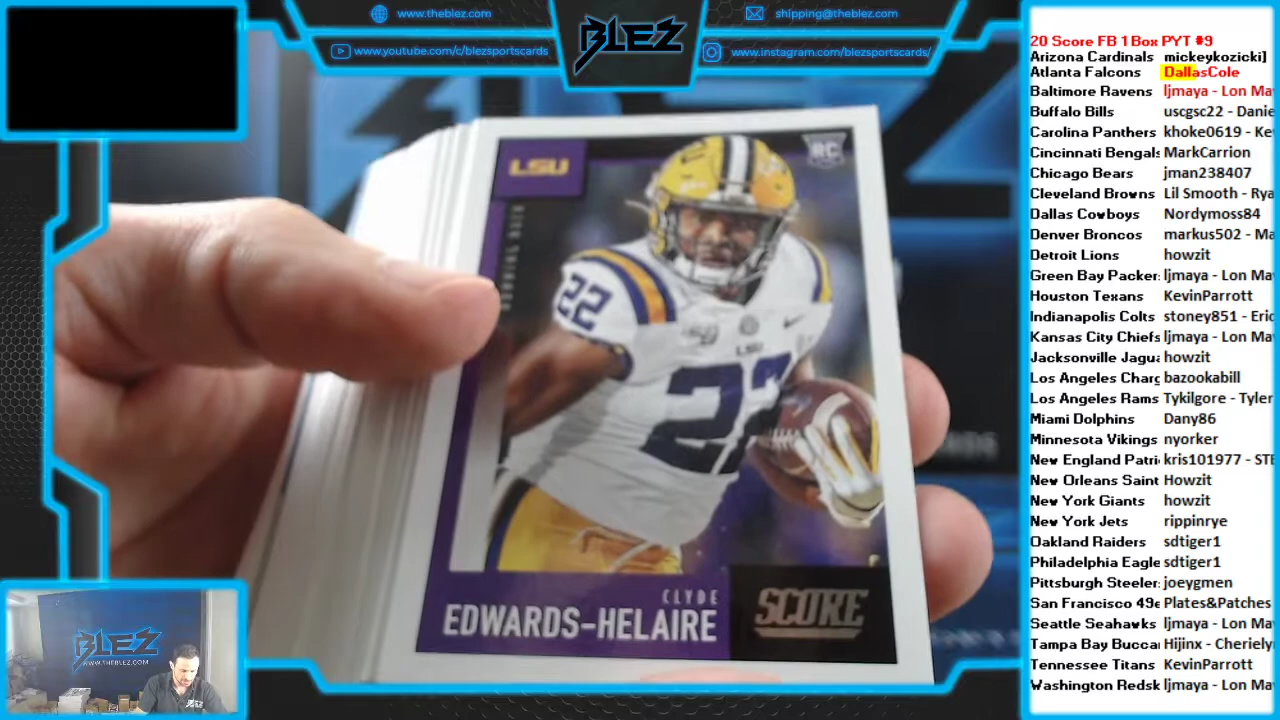 www.theblez.com
www.youtube.com/c/blezsportscards
BLEZ
shipping@theblez.com
www.instagram.com/blezsportscards/
LSU
RC
RUNNING BACK
22
LSU
22
CLYDE
EDWARDS-HELAIRE
SCORE
BLEZ
WWW.THEBLEZ.COM
20 Score FB 1 Box PYT #9
Arizona Cardinals mickeykozicki]
Atlanta Falcons DallasCole
Baltimore Ravens ljmaya - Lon Ma
Buffalo Bills uscgsc22 - Danie
Carolina Panthers khoke0619 - Ke
Cincinnati Bengals MarkCarrion
Chicago Bears jman238407
Cleveland Browns Lil Smooth - Rya
Dallas Cowboys Nordymoss84
Denver Broncos markus502 - Ma
Detroit Lions howzit
Green Bay Packer ljmaya - Lon Ma
Houston Texans KevinParrott
Indianapolis Colts stoney851 - Eric
Kansas City Chiefs ljmaya - Lon Ma
Jacksonville Jagua howzit
Los Angeles Charg bazookabill
Los Angeles Rams Tykilgore - Tyler
Miami Dolphins Dany86
Minnesota Vikings nyorker
New England Patri kris101977 - STE
New Orleans Saint Howzit
New York Giants howzit
New York Jets rippinrye
Oakland Raiders sdtiger1
Philadelphia Eagle sdtiger1
Pittsburgh Steeler joeygmen
San Francisco 49e Plates&Patches
Seattle Seahawks ljmaya - Lon Ma
Tampa Bay Bucca Hijinx - Cheriely
Tennessee Titans KevinParrott
Washington Redsk ljmaya - Lon Ma